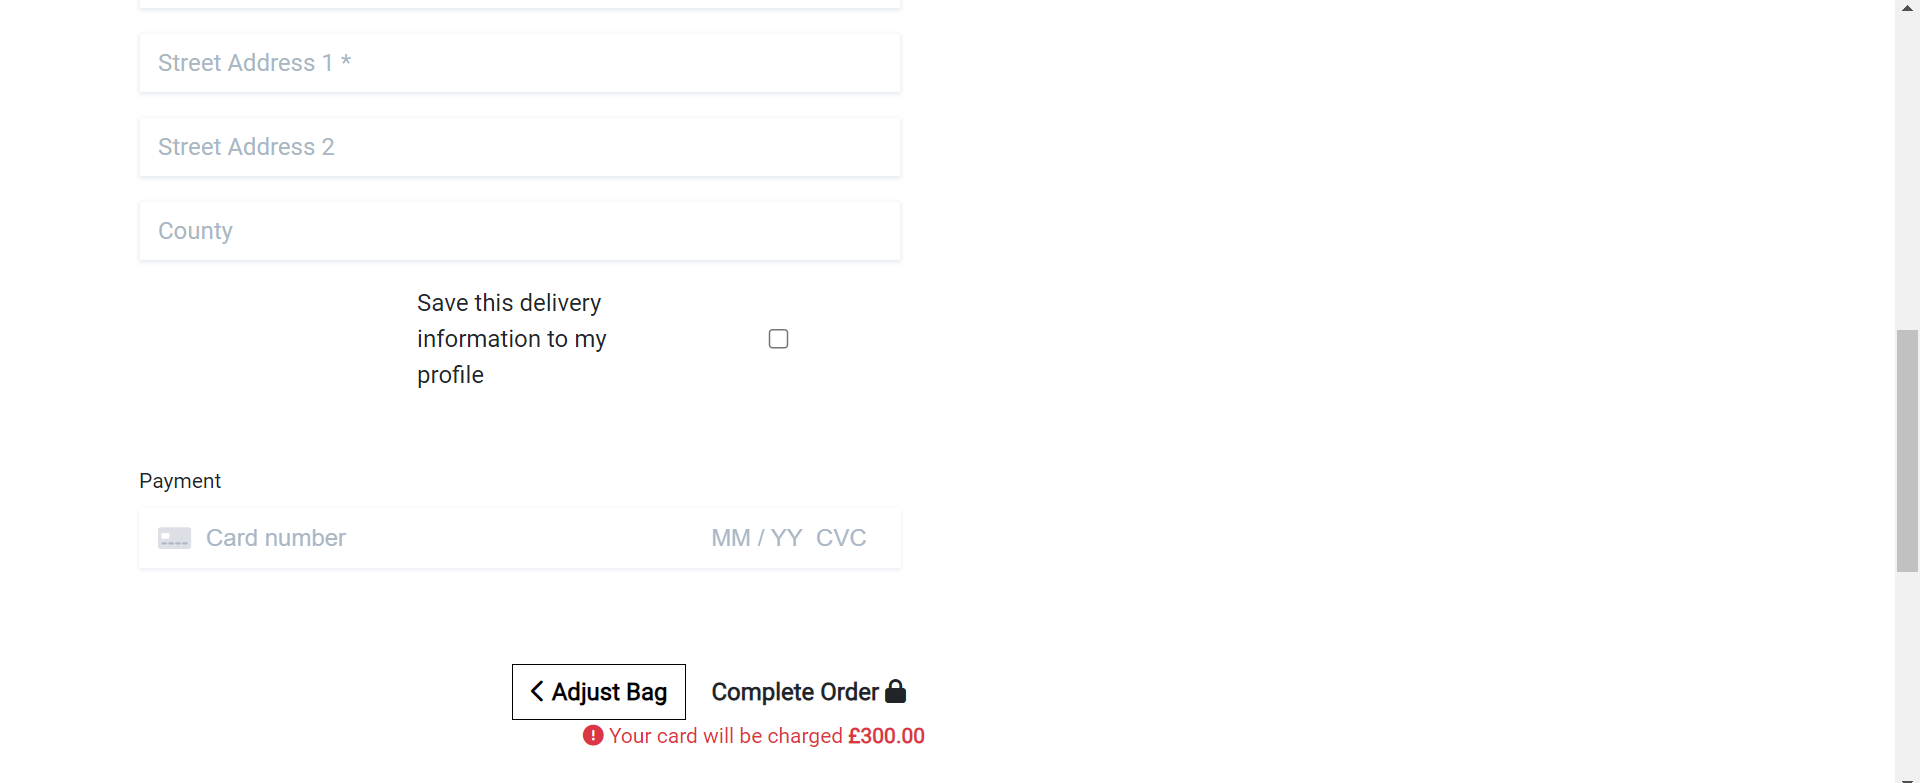 Street Address 1 *
Street Address 2
County
Save this delivery
information to my
profile
Payment
Card number MM / YY CVC
Adjust Bag Complete Order
Your card will be charged £300.00